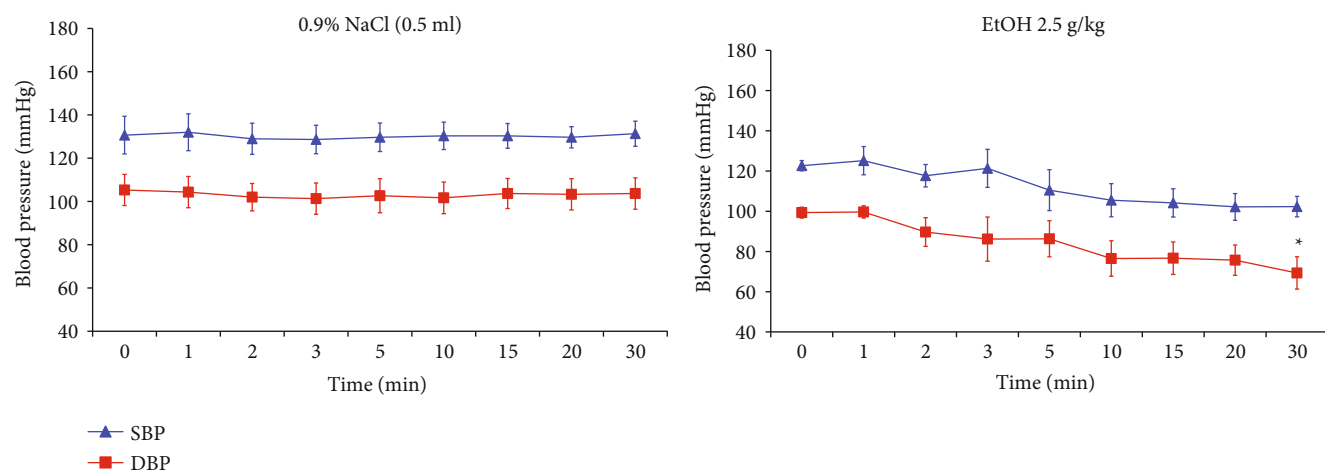 0.9% NaCl (0.5 ml)
180
160
140
120
100
80
60
40
Blood pressure (mmHg)
0 1 2 3 5 10 15 20 30
Time (min)
EtOH 2.5 g/kg
180
160
140
120
100
80
60
40
Blood pressure (mmHg)
*
0 1 2 3 5 10 15 20 30
Time (min)
SBP
DBP